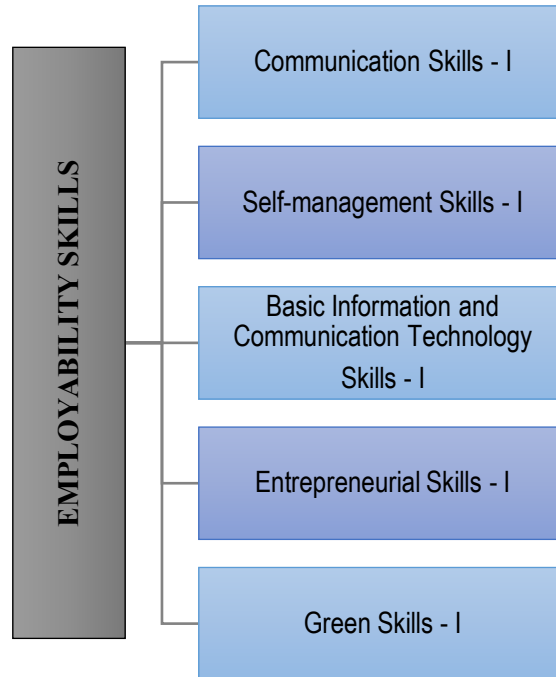 EMPLOYABILITY SKILLS
Communication Skills - I
Self-management Skills - I
Basic Information and
Communication Technology
Skills - I
Entrepreneurial Skills - I
Green Skills - I